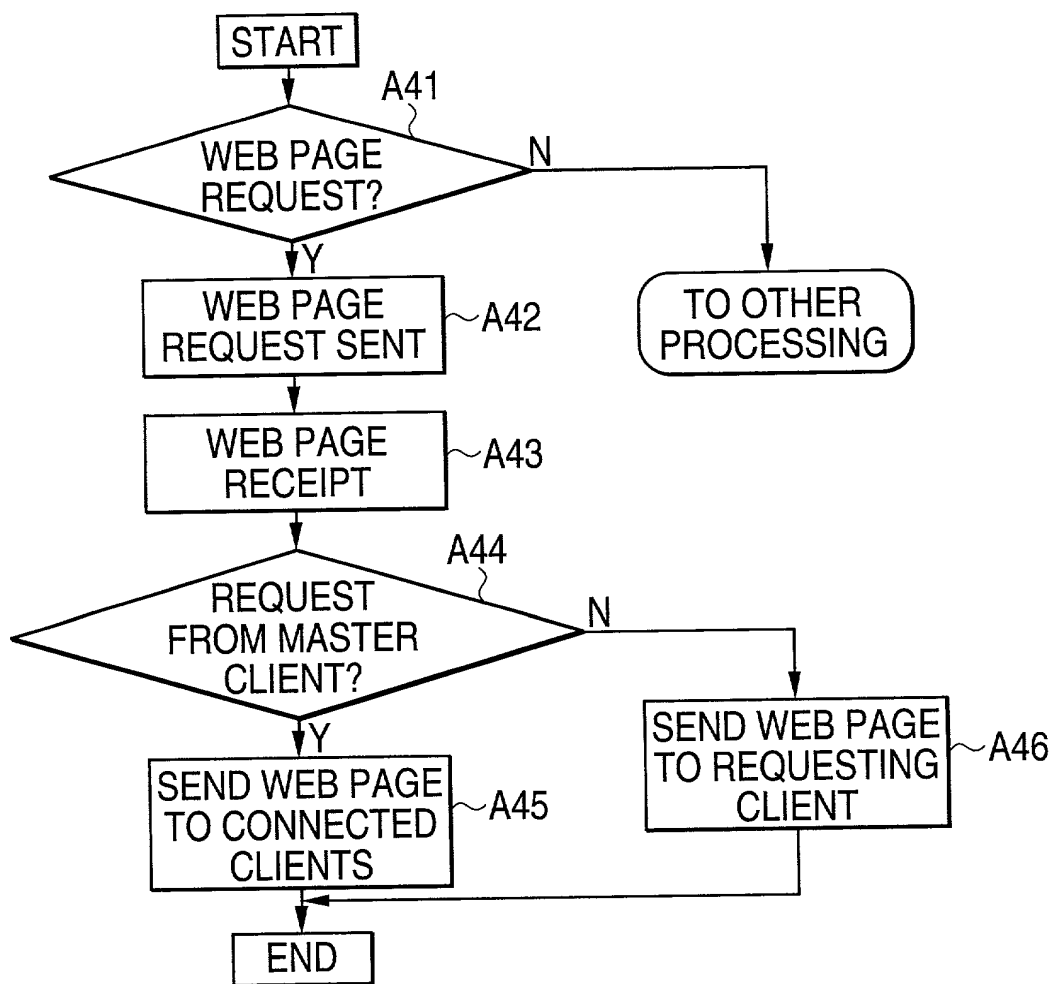 START
A41
WEB PAGE
REQUEST?
N
Y
WEB PAGE
REQUEST SENT
A42
TO OTHER
PROCESSING
WEB PAGE
RECEIPT
A43
A44
REQUEST
FROM MASTER
CLIENT?
N
Y
SEND WEB PAGE
TO REQUESTING
CLIENT
A46
SEND WEB PAGE
TO CONNECTED
CLIENTS
A45
END